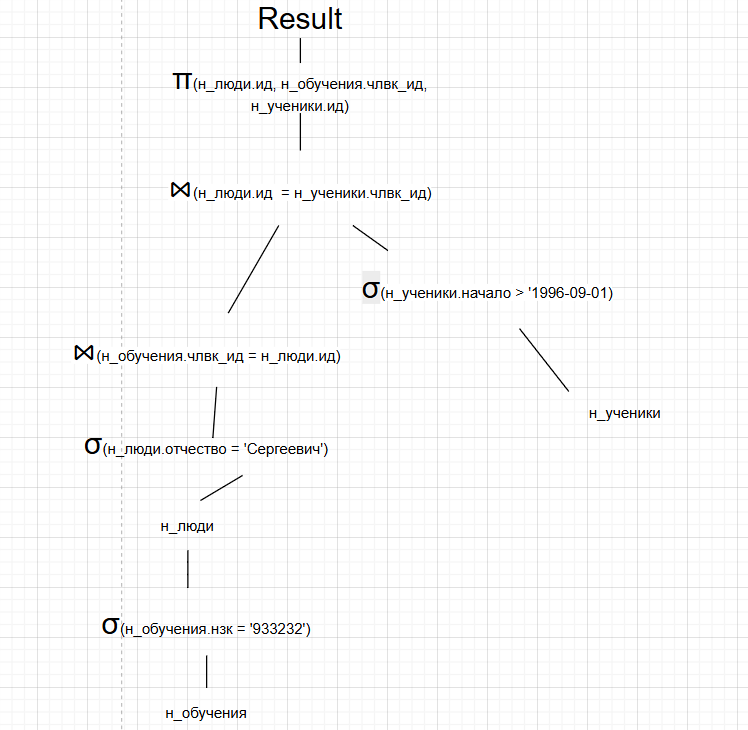 Result
π(н_люди.ид, н_обучения.члвк_ид,
н_ученики.ид)
⋈(н_люди.ид = н_ученики.члвк_ид)
σ(н_ученики.начало > '1996-09-01)
⋈(н_обучения.члвк_ид = н_люди.ид)
н_ученики
σ(н_люди.отчество = 'Сергеевич')
н_люди
σ(н_обучения.нзк = '933232')
н_обучения